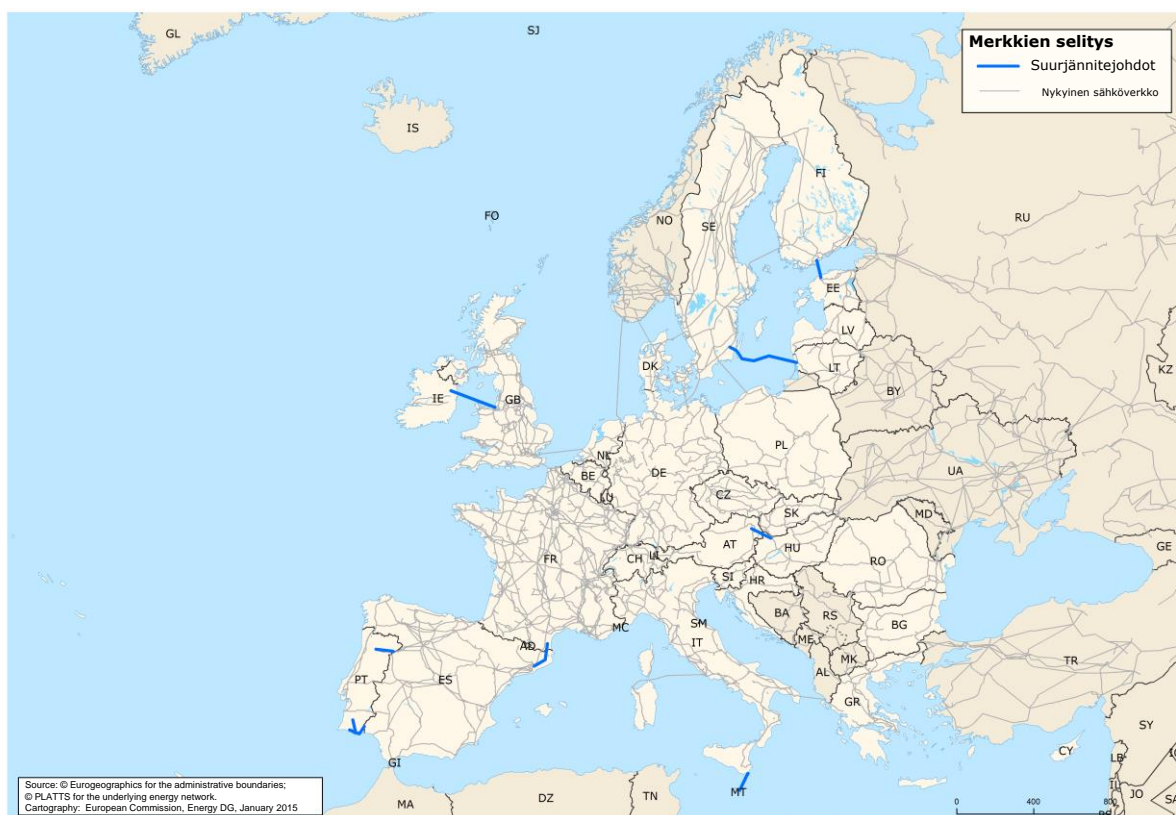 GL
SJ
Merkkien selitys
Suurjännitejohdot
Nykyinen sähköverkko
IS
FI
FO
NO
RU
SE
EE
LV
DK
LT
KZ
BY
IE
GB
PL
NL
DE
BE
UA
LU
CZ
SK
MD
AT
HU
GE
FR
CH
LI
RO
SI
HR
BA
RS
MC
SM
BG
AD
IT
ME
MK
TR
PT
ES
AL
GR
SY
CY
GI
LB
IL
MT
JO
SA
MA
DZ
TN
0 400 800
Source: © Eurogeographics for the administrative boundaries;
© PLATTS for the underlying energy network.
Cartography: European Commission, Energy DG, January 2015